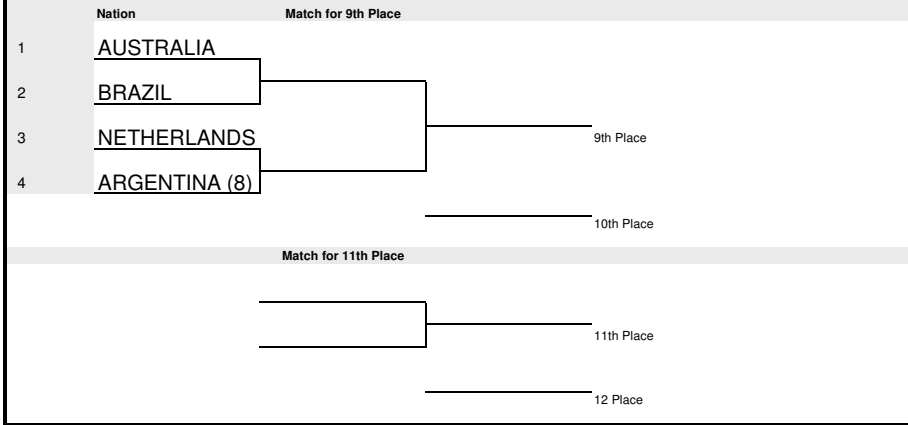 Nation Match for 9th Place
1 AUSTRALIA
2 BRAZIL
3 NETHERLANDS 9th Place
4 ARGENTINA (8)
10th Place
Match for 11th Place
11th Place
12 Place